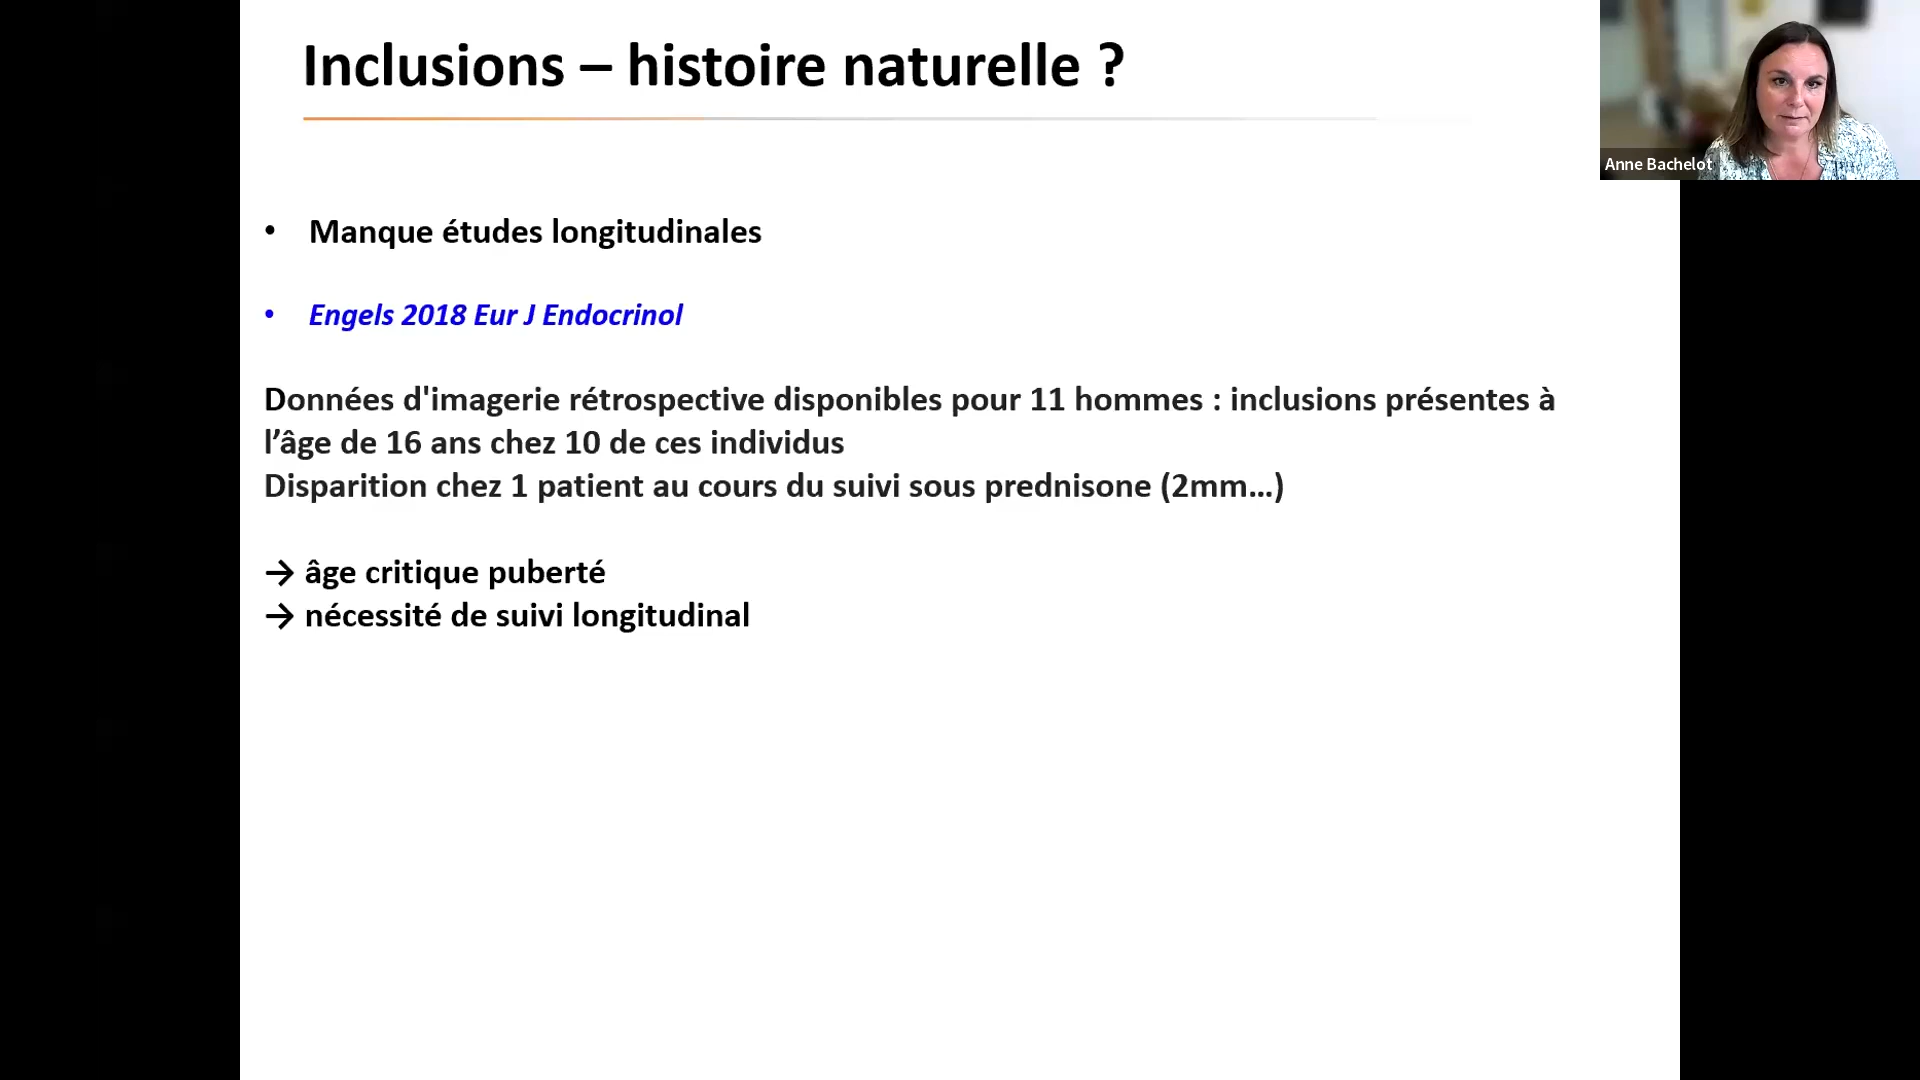 Inclusions – histoire naturelle ?
Anne Bachelot
• Manque études longitudinales
• Engels 2018 Eur J Endocrinol
Données d'imagerie rétrospective disponibles pour 11 hommes : inclusions présentes à
l’âge de 16 ans chez 10 de ces individus
Disparition chez 1 patient au cours du suivi sous prednisone (2mm…)
→ âge critique puberté
→ nécessité de suivi longitudinal